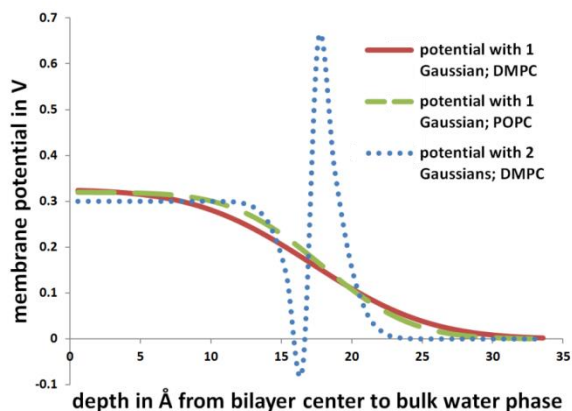 0.7
0.6
0.5
0.4
0.3
0.2
0.1
0
-0.1
membrane potential in V
potential with 1
Gaussian; DMPC
potential with 1
Gaussian; POPC
potential with 2
Gaussians; DMPC
0 5 10 15 20 25 30 35
depth in Å from bilayer center to bulk water phase